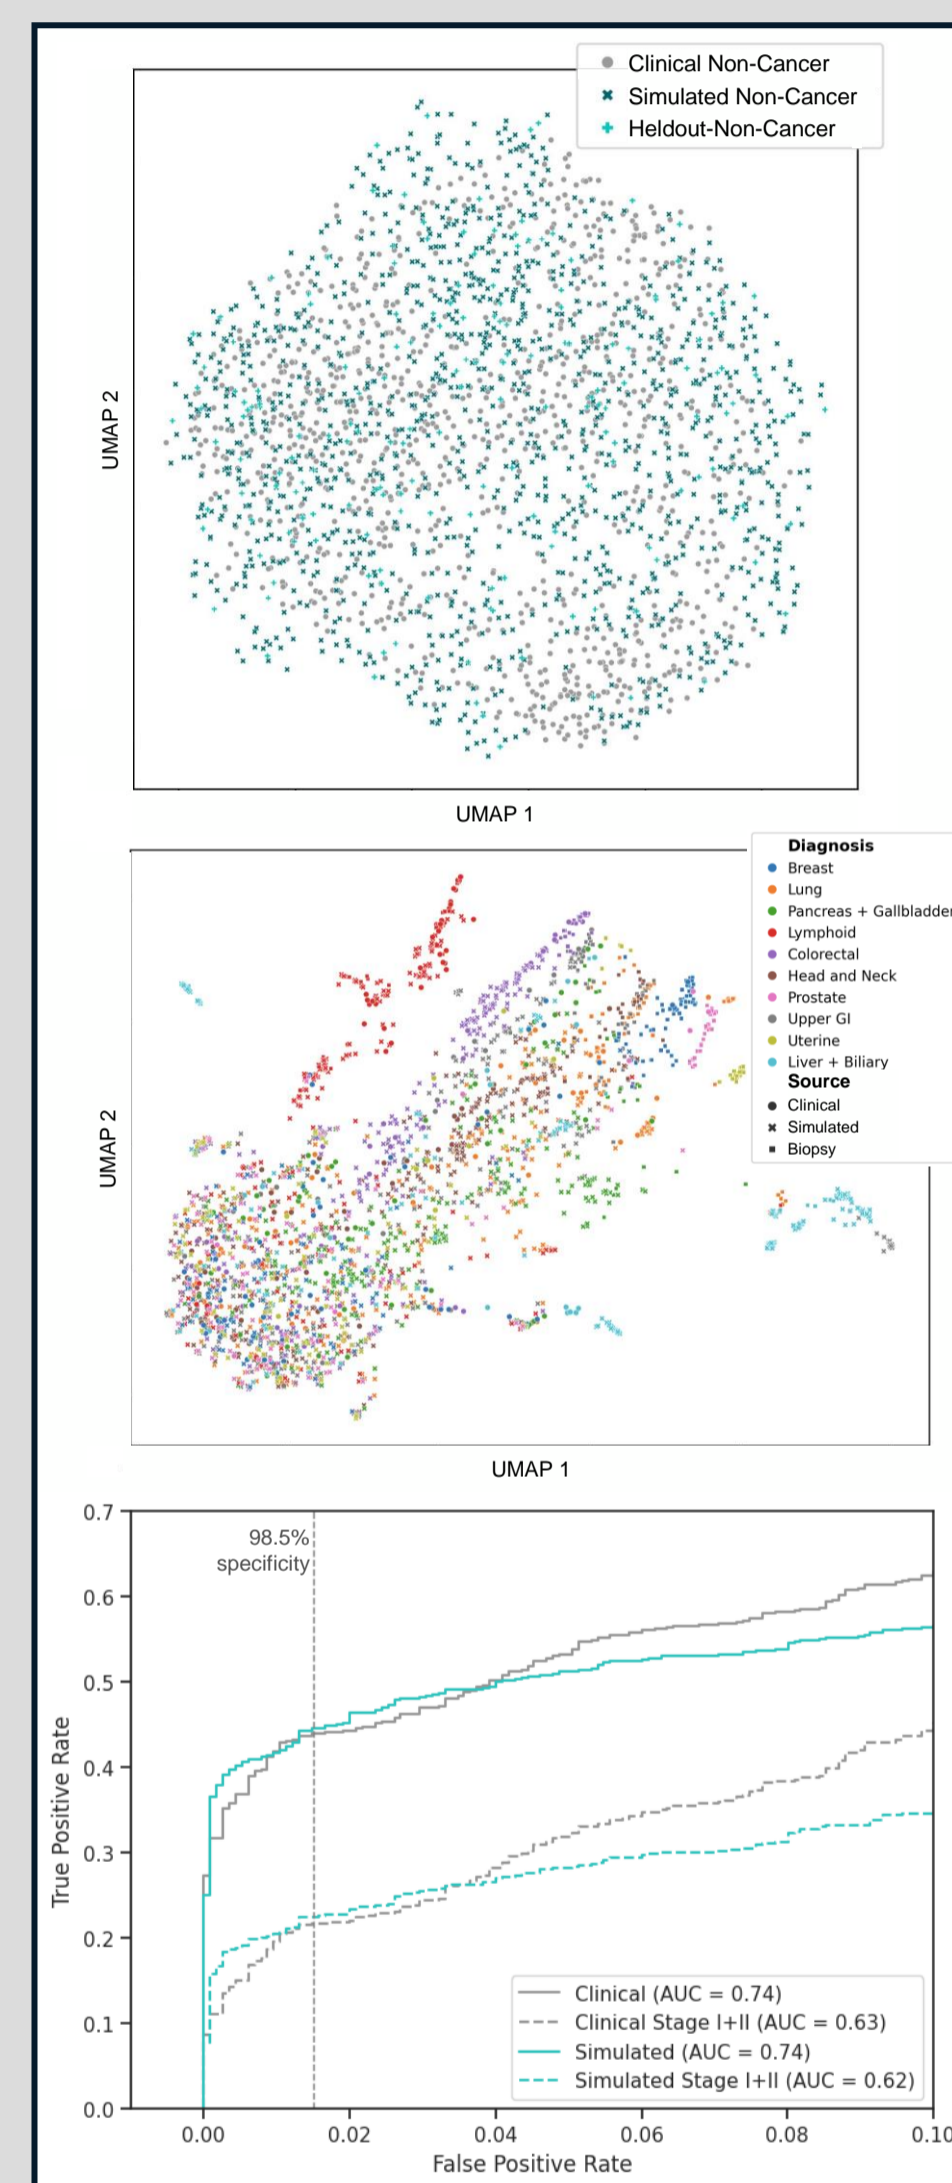 Clinical Non-Cancer
Simulated Non-Cancer
Heldout-Non-Cancer
UMAP 2
UMAP 1
Diagnosis
Breast
Lung
Pancreas + Gallbladder
Lymphoid
Colorectal
Head and Neck
Prostate
Upper GI
Uterine
Liver + Biliary
Source
Clinical
Simulated
Biopsy
UMAP 2
UMAP 1
0.7
0.6
0.5
0.4
0.3
0.2
0.1
0.0
True Positive Rate
98.5%
specificity
Clinical (AUC = 0.74)
Clinical Stage I+II (AUC = 0.63)
Simulated (AUC = 0.74)
Simulated Stage I+II (AUC = 0.62)
0.00 0.02 0.04 0.06 0.08 0.10
False Positive Rate